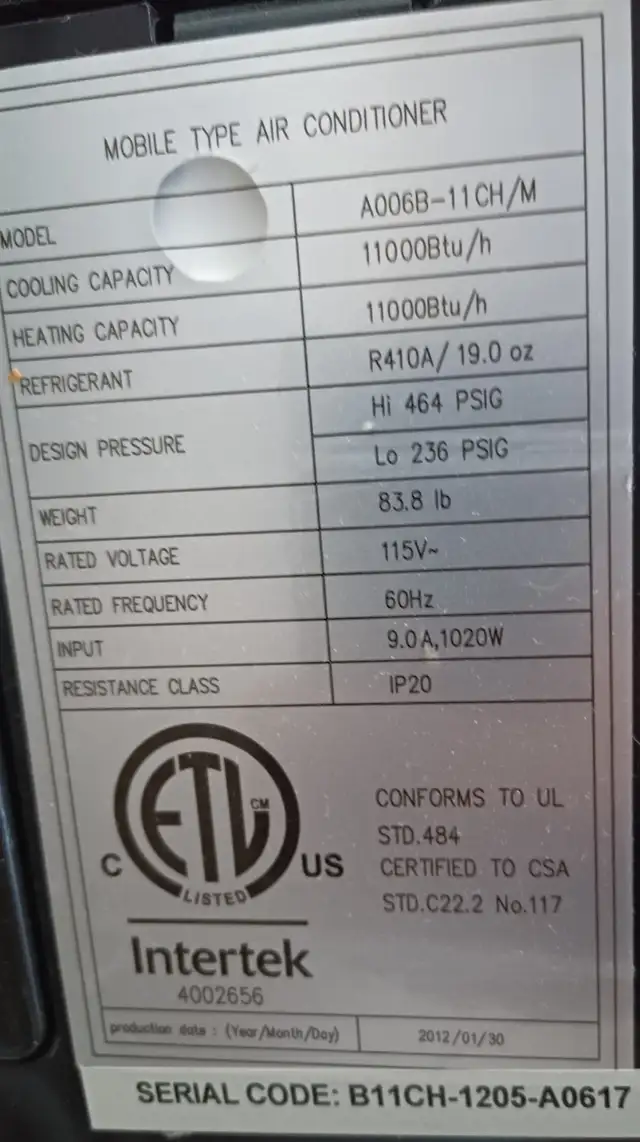 MOBILE TYPE AIR CONDITIONER
MODEL A006B-11CH/M
COOLING CAPACITY 11000Btu/h
HEATING CAPACITY 11000Btu/h
REFRIGERANT R410A/ 19.0 oz
DESIGN PRESSURE Hi 464 PSIG
Lo 236 PSIG
WEIGHT 83.8 lb
RATED VOLTAGE 115V~
RATED FREQUENCY 60Hz
INPUT 9.0A,1020W
RESISTANCE CLASS IP20
ETL CM
C US
LISTED
CONFORMS TO UL
STD.484
CERTIFIED TO CSA
STD.C22.2 No.117
Intertek
4002656
production date : (Year/Month/Day) 2012/01/30
SERIAL CODE: B11CH-1205-A0617